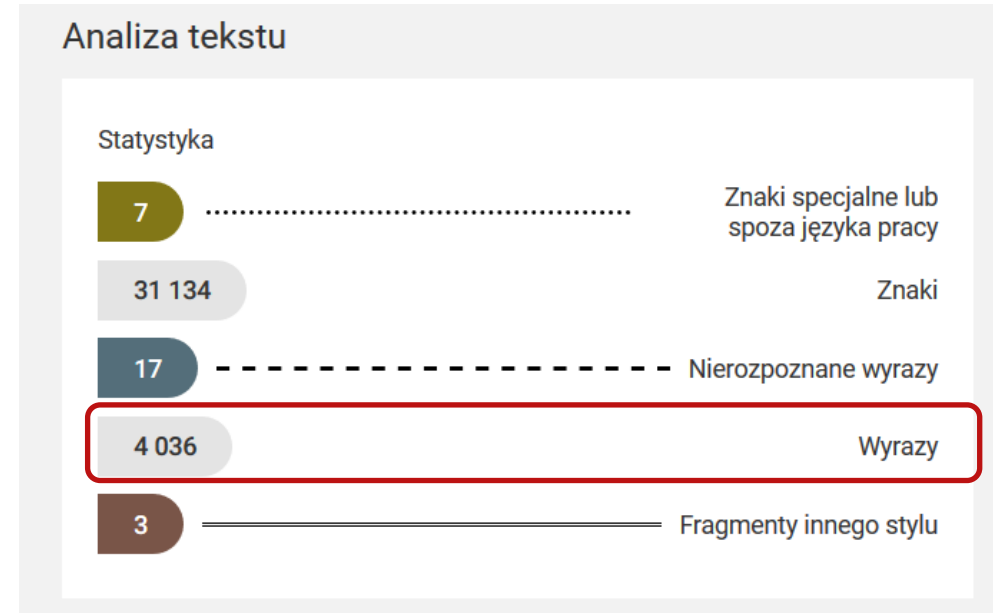 Analiza tekstu
Statystyka
7
Znaki specjalne lub
spoza języka pracy
31 134
Znaki
17
Nierozpoznane wyrazy
4 036
Wyrazy
3
Fragmenty innego stylu